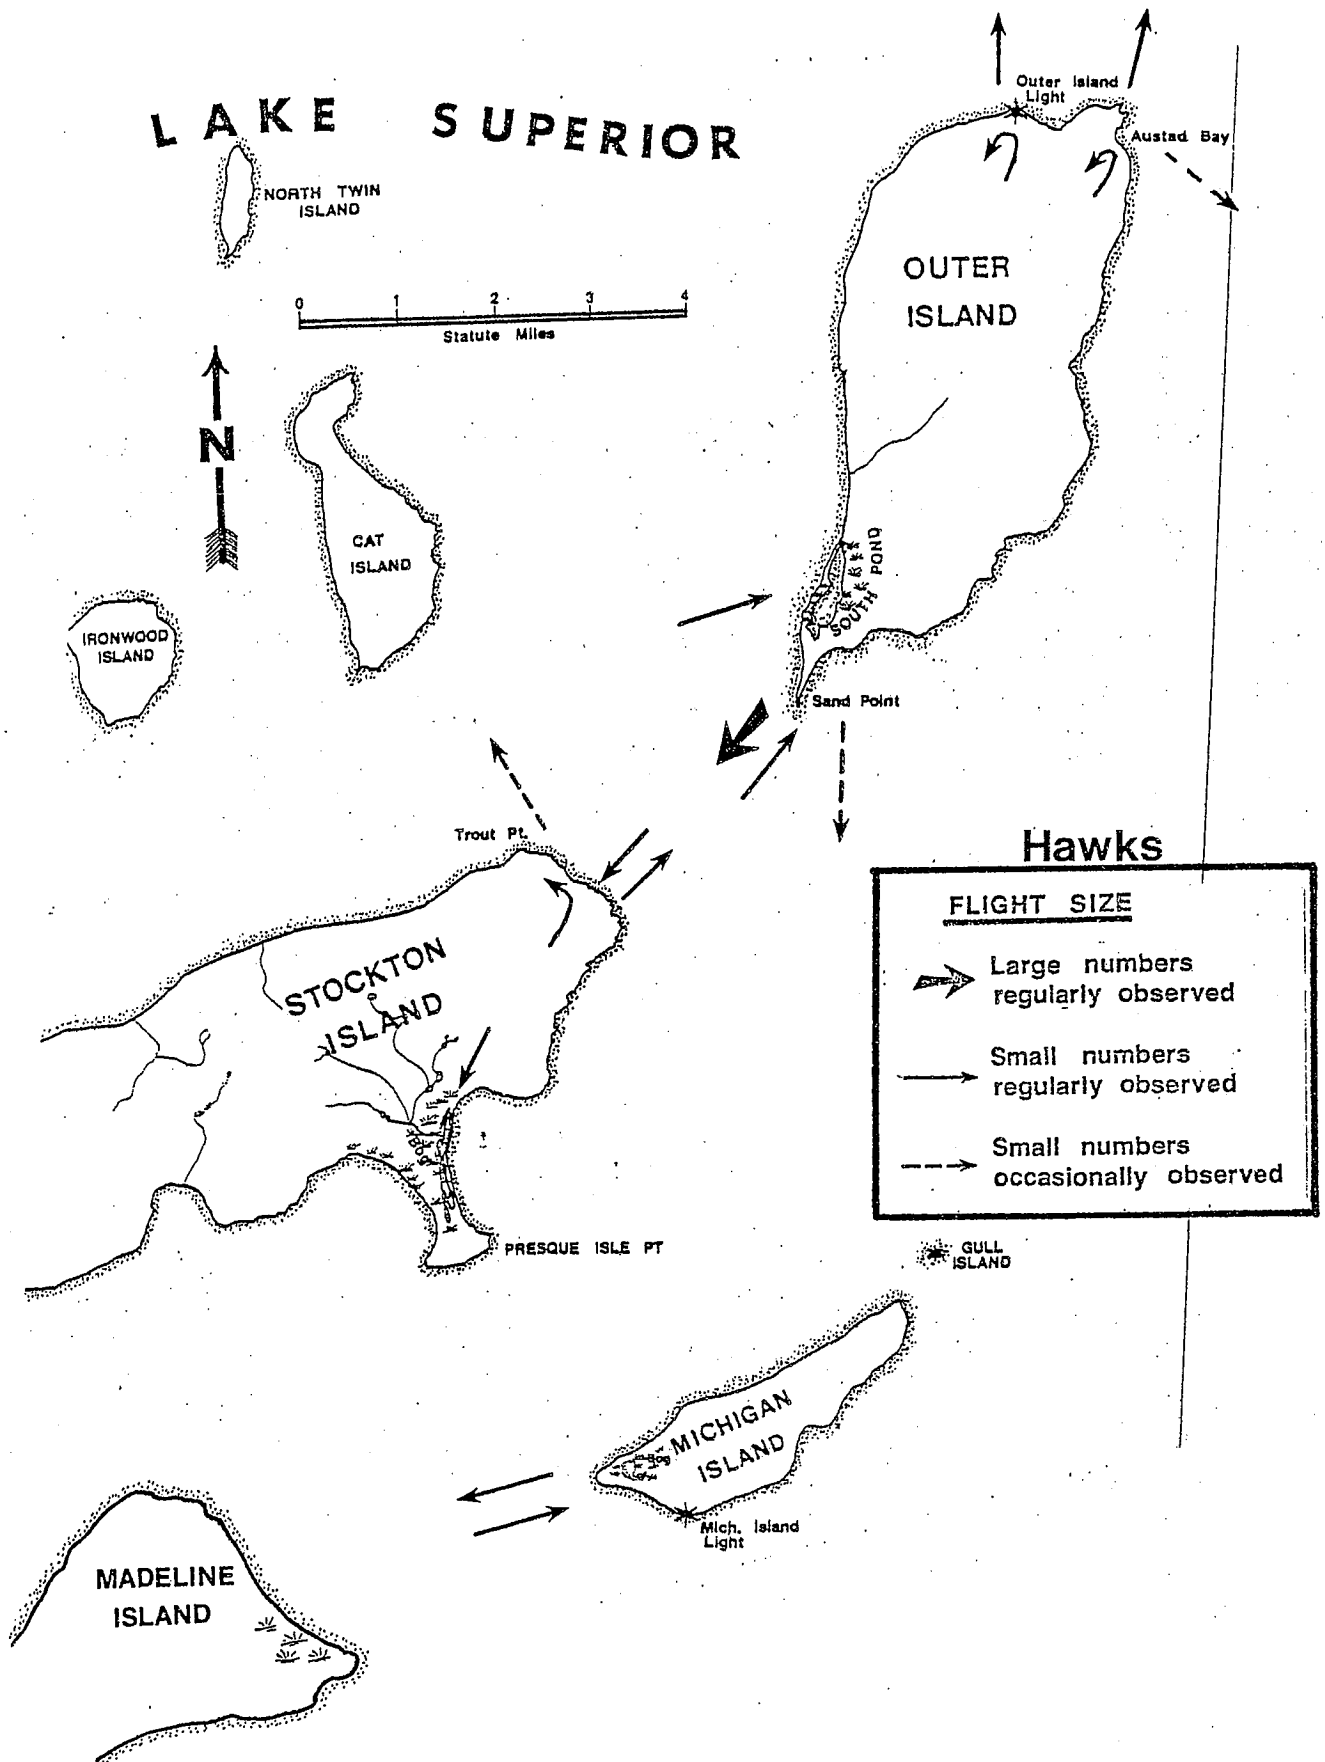 Outer Island
Light
LAKE SUPERIOR
Austad Bay
NORTH TWIN
ISLAND
OUTER
ISLAND
0 1 2 3 4
Statute Miles
N
CAT
ISLAND
SOUTH POND
IRONWOOD
ISLAND
Sand Point
Trout Pt.
Hawks
FLIGHT SIZE
Large numbers
regularly observed
Small numbers
regularly observed
Small numbers
occasionally observed
STOCKTON
ISLAND
Bog
PRESQUE ISLE PT
GULL
ISLAND
MICHIGAN
ISLAND
Bog
Mich. Island
Light
MADELINE
ISLAND